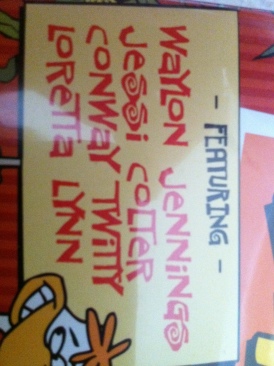 - FEATURING -
WAYLON JENNINGS
JESSi COLTER
CONWAY TWITTY
LORETTA LYNN